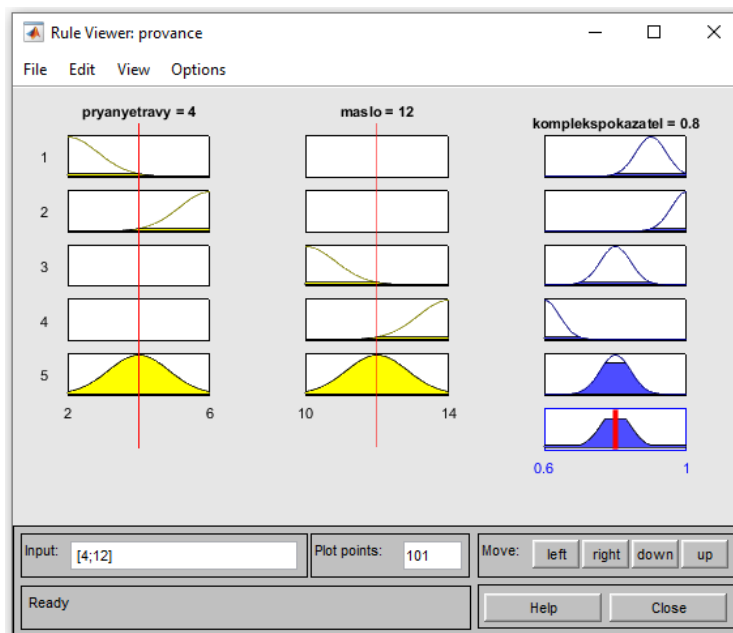 Rule Viewer: provance
File Edit View Options
pryanyetravy = 4 maslo = 12 komplekspokazatel = 0.8
1
2
3
4
5
2 6 10 14
0.6 1
Input: [4;12] Plot points: 101 Move: left right down up
Ready Help Close